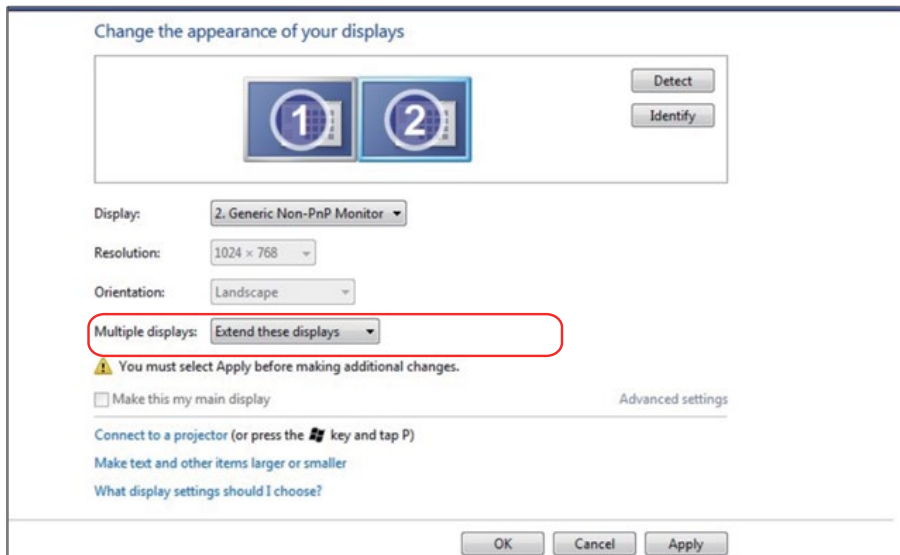 Change the appearance of your displays
1 2
Detect
Identify
Display: 2. Generic Non-PnP Monitor
Resolution: 1024 × 768
Orientation: Landscape
Multiple displays: Extend these displays
You must select Apply before making additional changes.
Make this my main display Advanced settings
Connect to a projector (or press the key and tap P)
Make text and other items larger or smaller
What display settings should I choose?
OK Cancel Apply